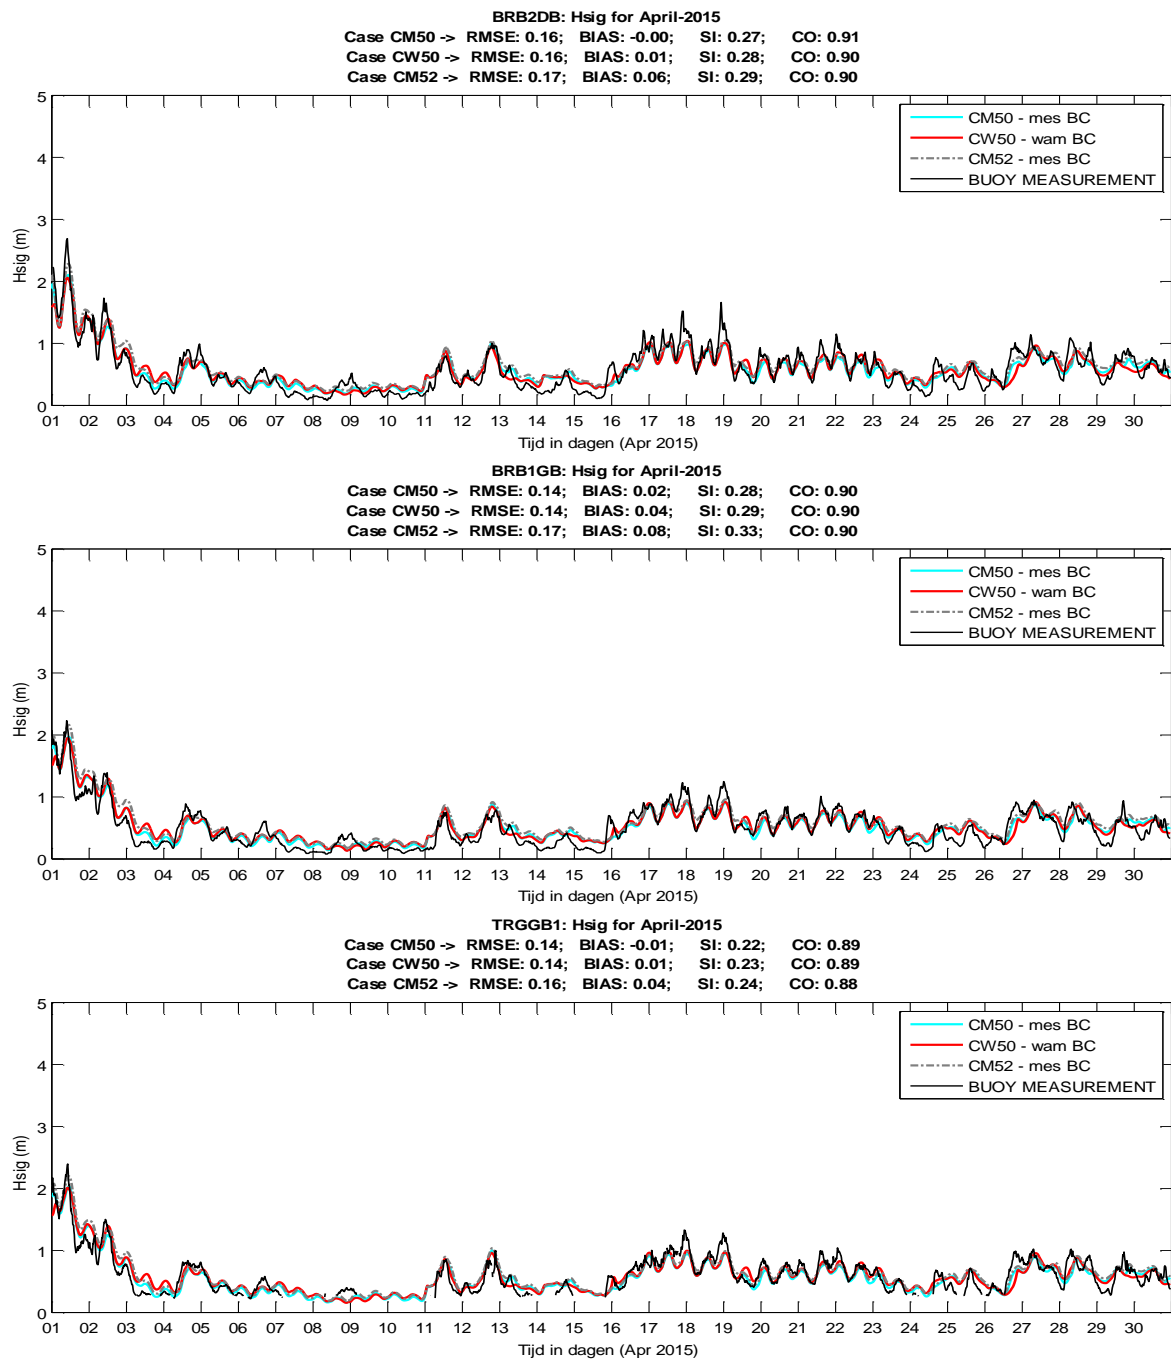 BRB2DB: Hsig for April-2015
Case CM50 -> RMSE: 0.16; BIAS: -0.00; SI: 0.27; CO: 0.91
Case CW50 -> RMSE: 0.16; BIAS: 0.01; SI: 0.28; CO: 0.90
Case CM52 -> RMSE: 0.17; BIAS: 0.06; SI: 0.29; CO: 0.90
5
4
3
2
1
0
Hsig (m)
CM50 - mes BC
CW50 - wam BC
CM52 - mes BC
BUOY MEASUREMENT
01 02 03 04 05 06 07 08 09 10 11 12 13 14 15 16 17 18 19 20 21 22 23 24 25 26 27 28 29 30
Tijd in dagen (Apr 2015)
BRB1GB: Hsig for April-2015
Case CM50 -> RMSE: 0.14; BIAS: 0.02; SI: 0.28; CO: 0.90
Case CW50 -> RMSE: 0.14; BIAS: 0.04; SI: 0.29; CO: 0.90
Case CM52 -> RMSE: 0.17; BIAS: 0.08; SI: 0.33; CO: 0.90
5
4
3
2
1
0
Hsig (m)
CM50 - mes BC
CW50 - wam BC
CM52 - mes BC
BUOY MEASUREMENT
01 02 03 04 05 06 07 08 09 10 11 12 13 14 15 16 17 18 19 20 21 22 23 24 25 26 27 28 29 30
Tijd in dagen (Apr 2015)
TRGGB1: Hsig for April-2015
Case CM50 -> RMSE: 0.14; BIAS: -0.01; SI: 0.22; CO: 0.89
Case CW50 -> RMSE: 0.14; BIAS: 0.01; SI: 0.23; CO: 0.89
Case CM52 -> RMSE: 0.16; BIAS: 0.04; SI: 0.24; CO: 0.88
5
4
3
2
1
0
Hsig (m)
CM50 - mes BC
CW50 - wam BC
CM52 - mes BC
BUOY MEASUREMENT
01 02 03 04 05 06 07 08 09 10 11 12 13 14 15 16 17 18 19 20 21 22 23 24 25 26 27 28 29 30
Tijd in dagen (Apr 2015)